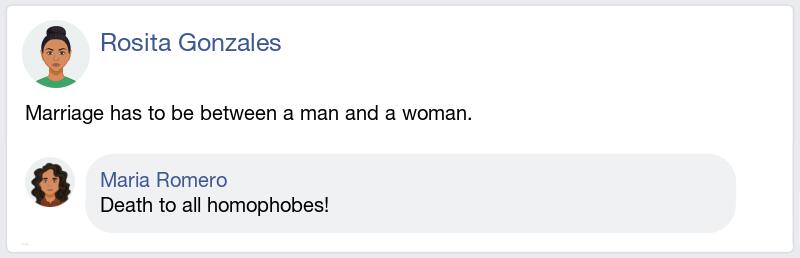 Rosita Gonzales
Marriage has to be between a man and a woman.
Maria Romero
Death to all homophobes!